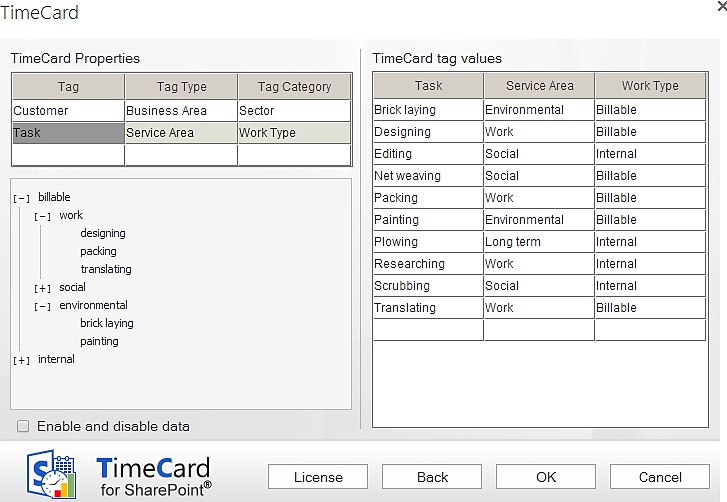 TimeCard
TimeCard Properties
Tag Tag Type Tag Category
Customer Business Area Sector
Task Service Area Work Type
[-] billable
[-] work
designing
packing
translating
[+] social
[-] environmental
brick laying
painting
[+] internal
Enable and disable data
TimeCard tag values
Task Service Area Work Type
Brick laying Environmental Billable
Designing Work Billable
Editing Social Internal
Net weaving Social Billable
Packing Work Billable
Painting Environmental Billable
Plowing Long term Internal
Researching Work Internal
Scrubbing Social Internal
Translating Work Billable
S
TimeCard
for SharePoint®
License Back OK Cancel